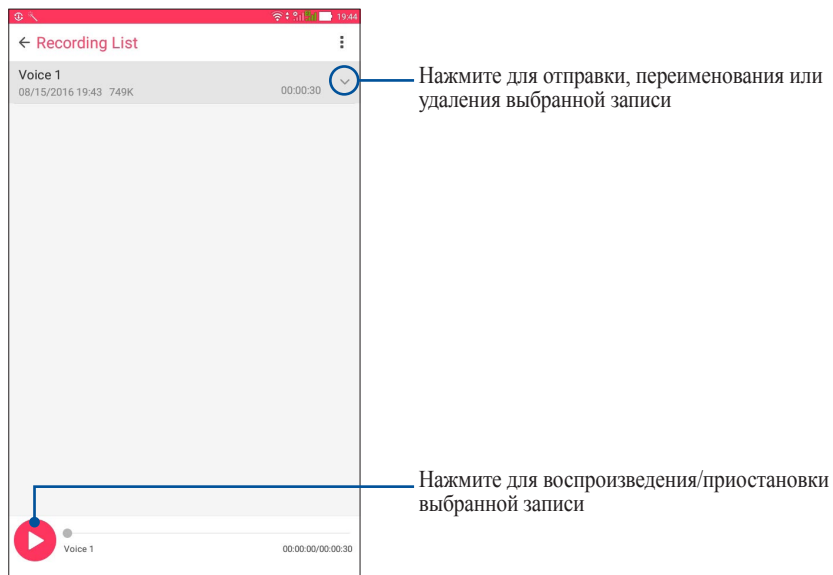 19:44
Recording List
Voice 1
08/15/2016 19:43 749K
00:00:30
Нажмите для отправки, переименования или
удаления выбранной записи
Нажмите для воспроизведения/приостановки
выбранной записи
Voice 1
00:00:00/00:00:30